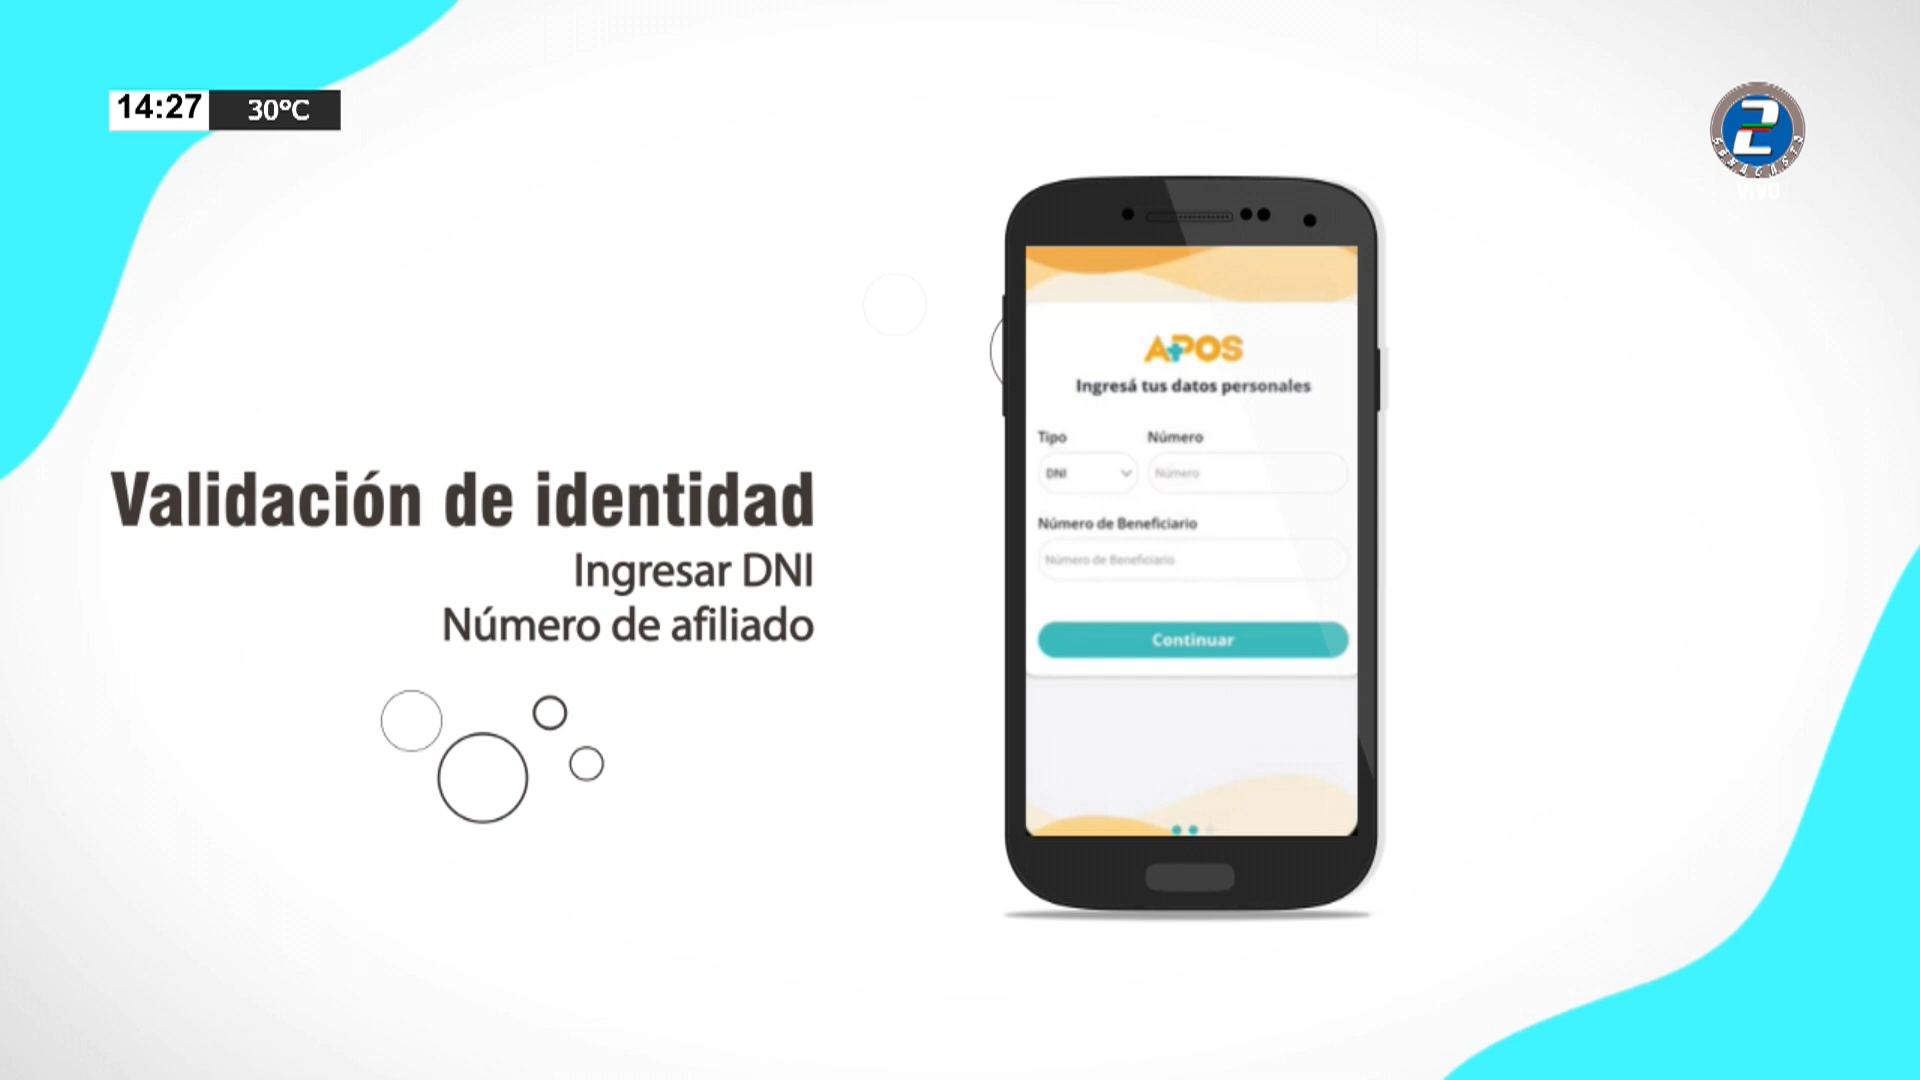 14:27 30°C
2
VIVO
APOS
Ingresá tus datos personales
Tipo Número
DNI Número
Número de Beneficiario
Número de Beneficiario
Continuar
Validación de identidad
Ingresar DNI
Número de afiliado